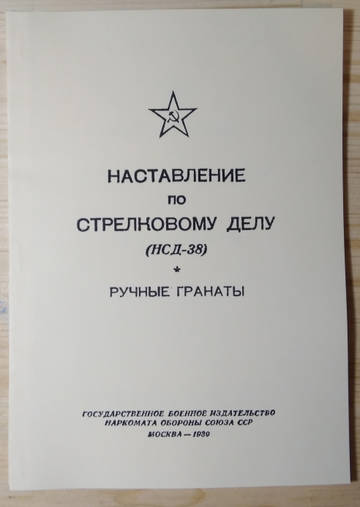 НАСТАВЛЕНИЕ
ПО
СТРЕЛКОВОМУ ДЕЛУ
(НСД-38)
*
РУЧНЫЕ ГРАНАТЫ
ГОСУДАРСТВЕННОЕ ВОЕННОЕ ИЗДАТЕЛЬСТВО
НАРКОМАТА ОБОРОНЫ СОЮЗА ССР
МОСКВА — 1939